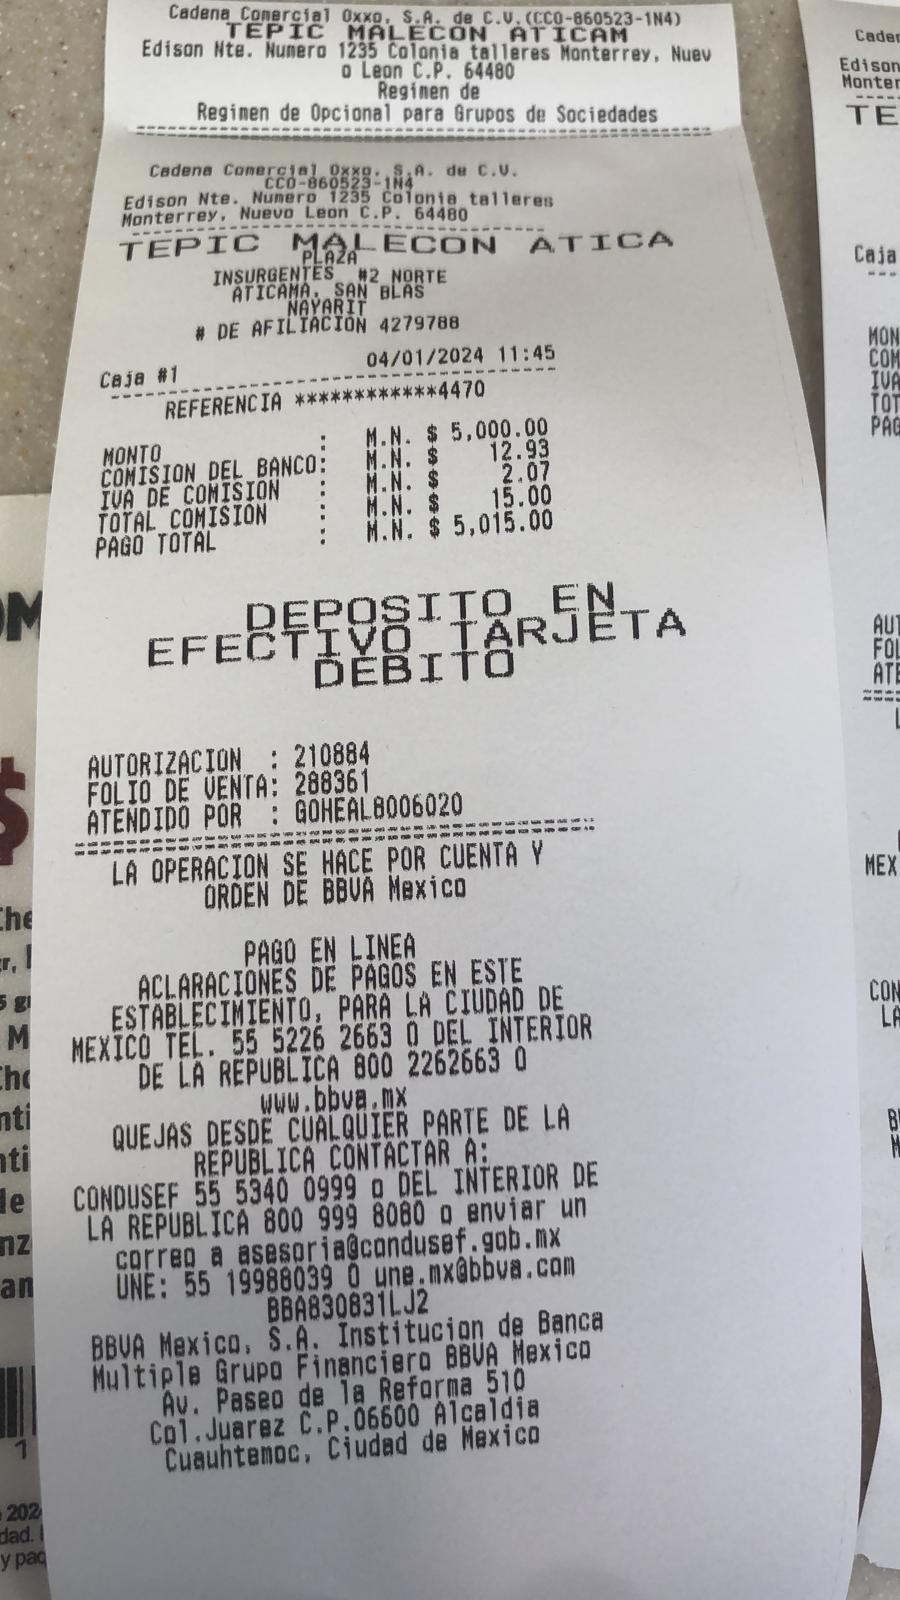 Cadena Comercial Oxxo, S.A. de C.V.(CCO-860523-1N4)
TEPIC MALECON ATICAM
Edison Nte. Numero 1235 Colonia talleres Monterrey, Nuev
o Leon C.P. 64480
Regimen de
Regimen de Opcional para Grupos de Sociedades
Cadena Comercial Oxxo, S.A. de C.V.
CCO-860523-1N4
Edison Nte. Numero 1235 Colonia talleres
Monterrey, Nuevo Leon C.P. 64480
TEPIC MALECON ATICA
PLAZA
INSURGENTES #2 NORTE
ATICAMA, SAN BLAS
NAYARIT
# DE AFILIACION 4279788
Caja #1 04/01/2024 11:45
REFERENCIA ************4470
MONTO : M.N. $ 5,000.00
COMISION DEL BANCO: M.N. $ 12.93
IVA DE COMISION : M.N. $ 2.07
TOTAL COMISION : M.N. $ 15.00
PAGO TOTAL : M.N. $ 5,015.00
DEPOSITO EN
EFECTIVO TARJETA
DEBITO
AUTORIZACION : 210884
FOLIO DE VENTA: 288361
ATENDIDO POR : GOHEAL8006020
LA OPERACION SE HACE POR CUENTA Y
ORDEN DE BBVA Mexico
PAGO EN LINEA
ACLARACIONES DE PAGOS EN ESTE
ESTABLECIMIENTO, PARA LA CIUDAD DE
MEXICO TEL. 55 5226 2663 O DEL INTERIOR
DE LA REPUBLICA 800 2262663 O
www.bbva.mx
QUEJAS DESDE CUALQUIER PARTE DE LA
REPUBLICA CONTACTAR A:
CONDUSEF 55 5340 0999 o DEL INTERIOR DE
LA REPUBLICA 800 999 8080 o enviar un
correo a asesoria@condusef.gob.mx
UNE: 55 19988039 O une.mx@bbva.com
BBA830831LJ2
BBVA Mexico, S.A. Institucion de Banca
Multiple Grupo Financiero BBVA Mexico
Av. Paseo de la Reforma 510
Col.Juarez C.P.06600 Alcaldia
Cuauhtemoc, Ciudad de Mexico